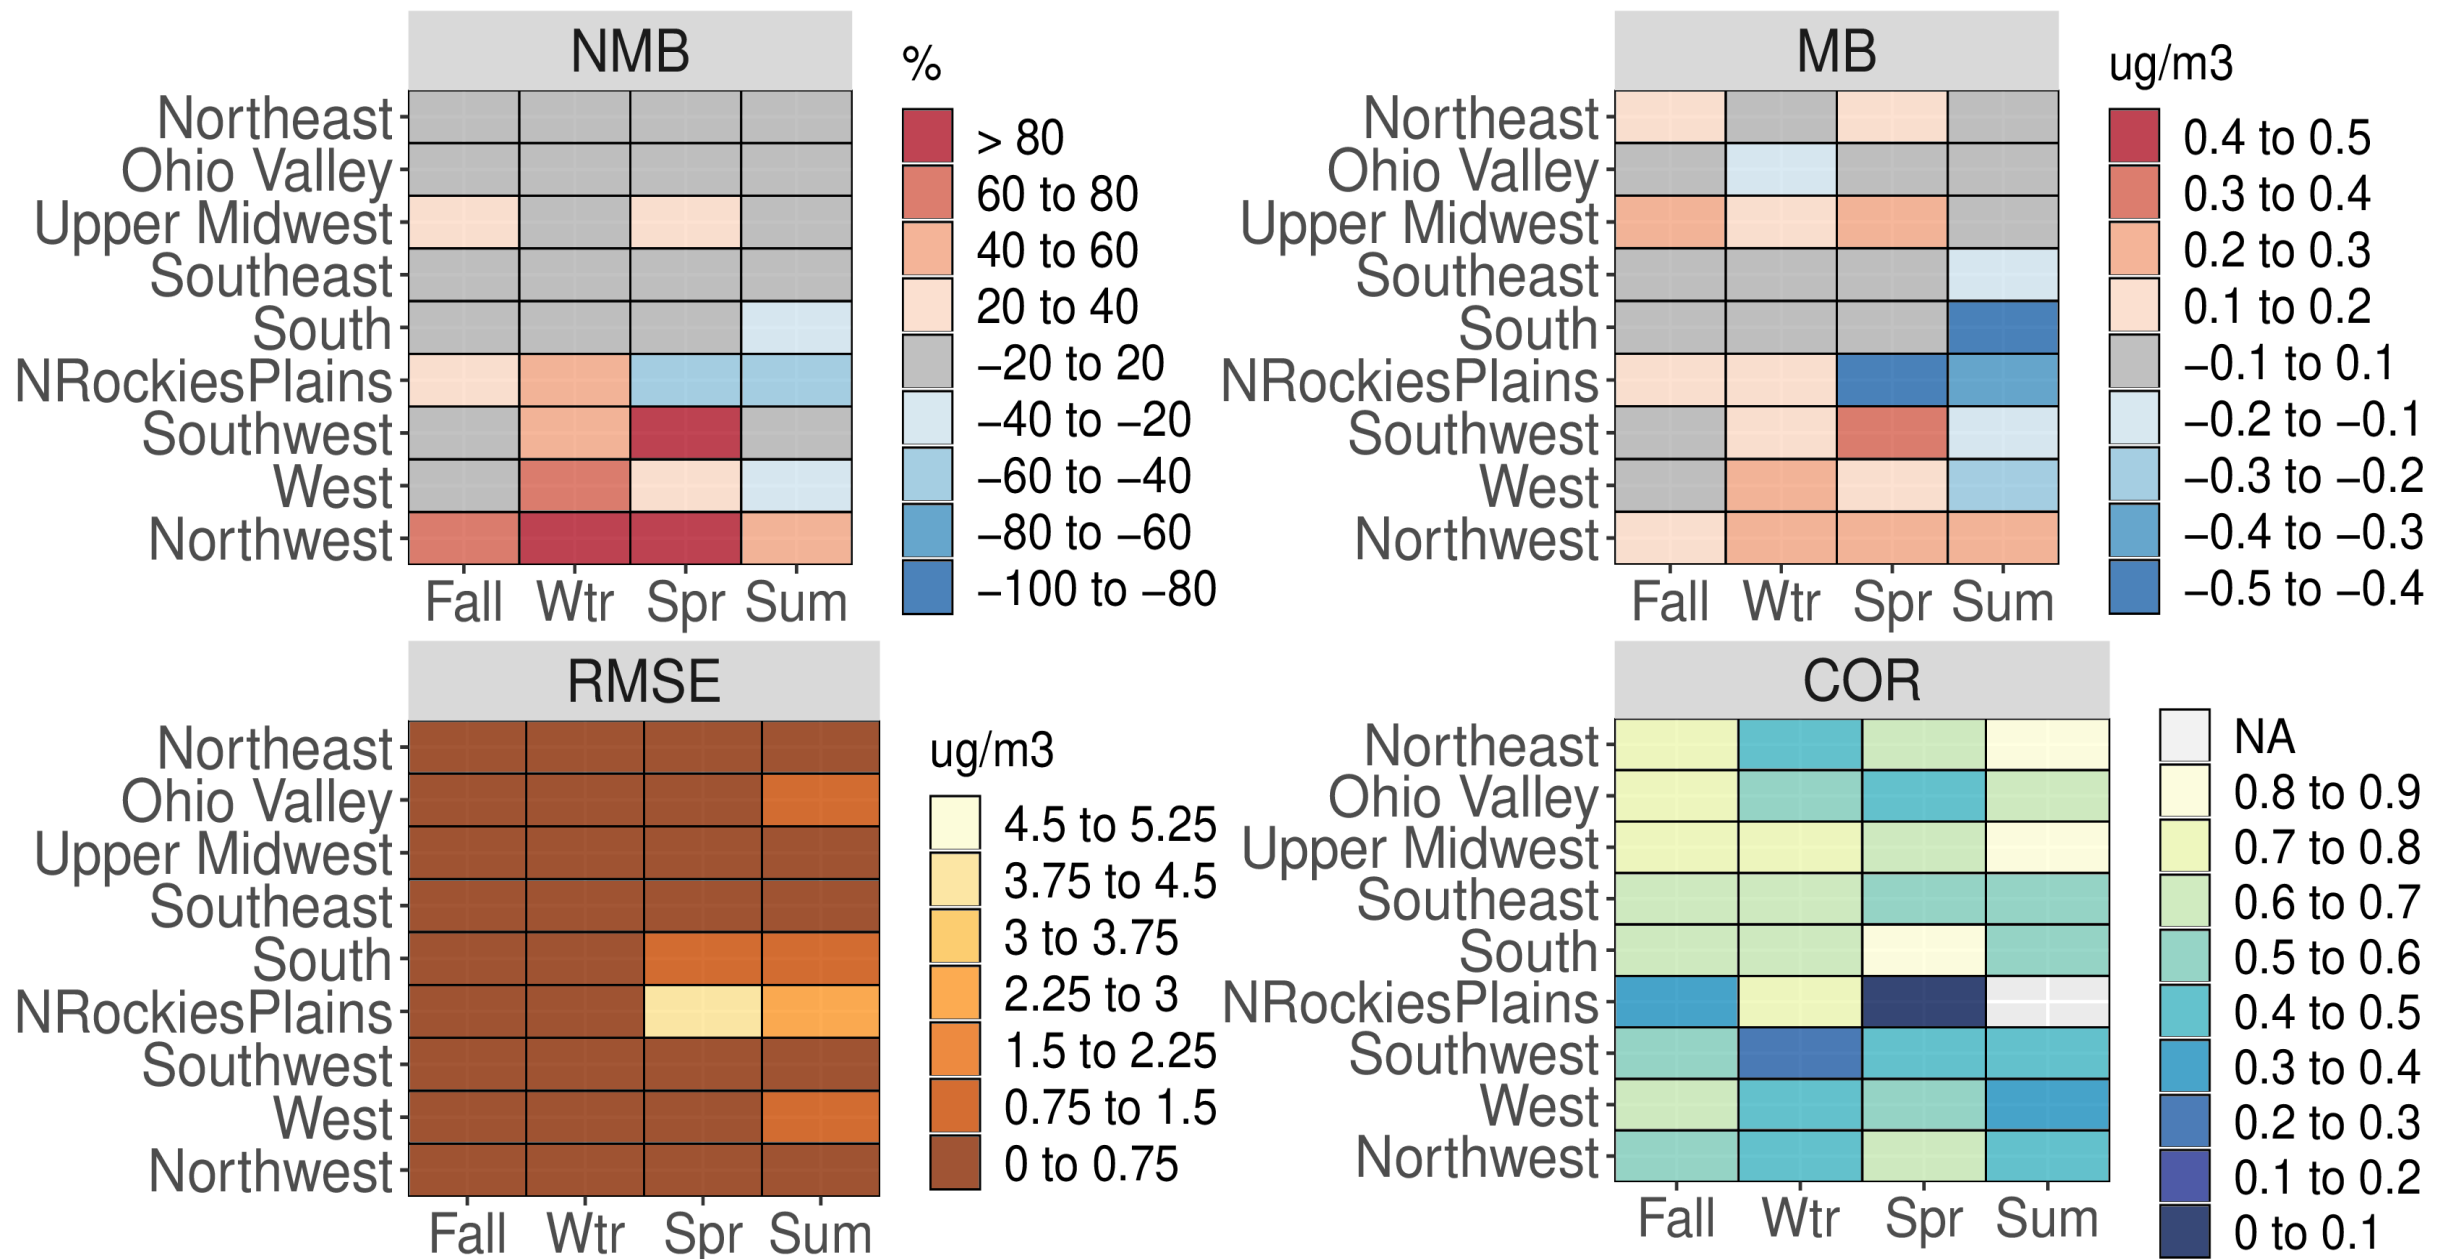 NMB
Northeast
Ohio Valley
Upper Midwest
Southeast
South
NRockiesPlains
Southwest
West
Northwest
Fall Wtr Spr Sum
%
> 80
60 to 80
40 to 60
20 to 40
−20 to 20
−40 to −20
−60 to −40
−80 to −60
−100 to −80
MB
Northeast
Ohio Valley
Upper Midwest
Southeast
South
NRockiesPlains
Southwest
West
Northwest
Fall Wtr Spr Sum
ug/m3
0.4 to 0.5
0.3 to 0.4
0.2 to 0.3
0.1 to 0.2
−0.1 to 0.1
−0.2 to −0.1
−0.3 to −0.2
−0.4 to −0.3
−0.5 to −0.4
RMSE
Northeast
Ohio Valley
Upper Midwest
Southeast
South
NRockiesPlains
Southwest
West
Northwest
Fall Wtr Spr Sum
ug/m3
4.5 to 5.25
3.75 to 4.5
3 to 3.75
2.25 to 3
1.5 to 2.25
0.75 to 1.5
0 to 0.75
COR
Northeast
Ohio Valley
Upper Midwest
Southeast
South
NRockiesPlains
Southwest
West
Northwest
Fall Wtr Spr Sum
NA
0.8 to 0.9
0.7 to 0.8
0.6 to 0.7
0.5 to 0.6
0.4 to 0.5
0.3 to 0.4
0.2 to 0.3
0.1 to 0.2
0 to 0.1